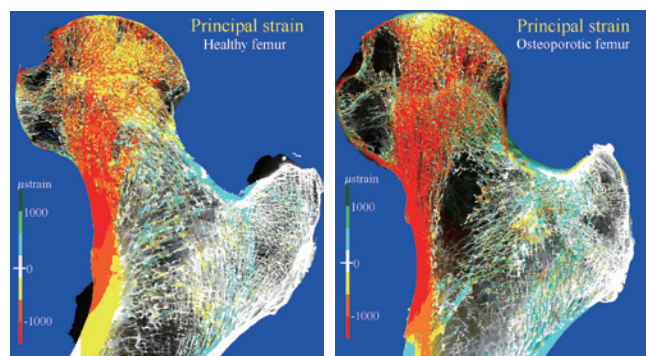 Principal strain
Healthy femur
μstrain
1000
0
-1000
Principal strain
Osteoporotic femur
μstrain
1000
0
-1000